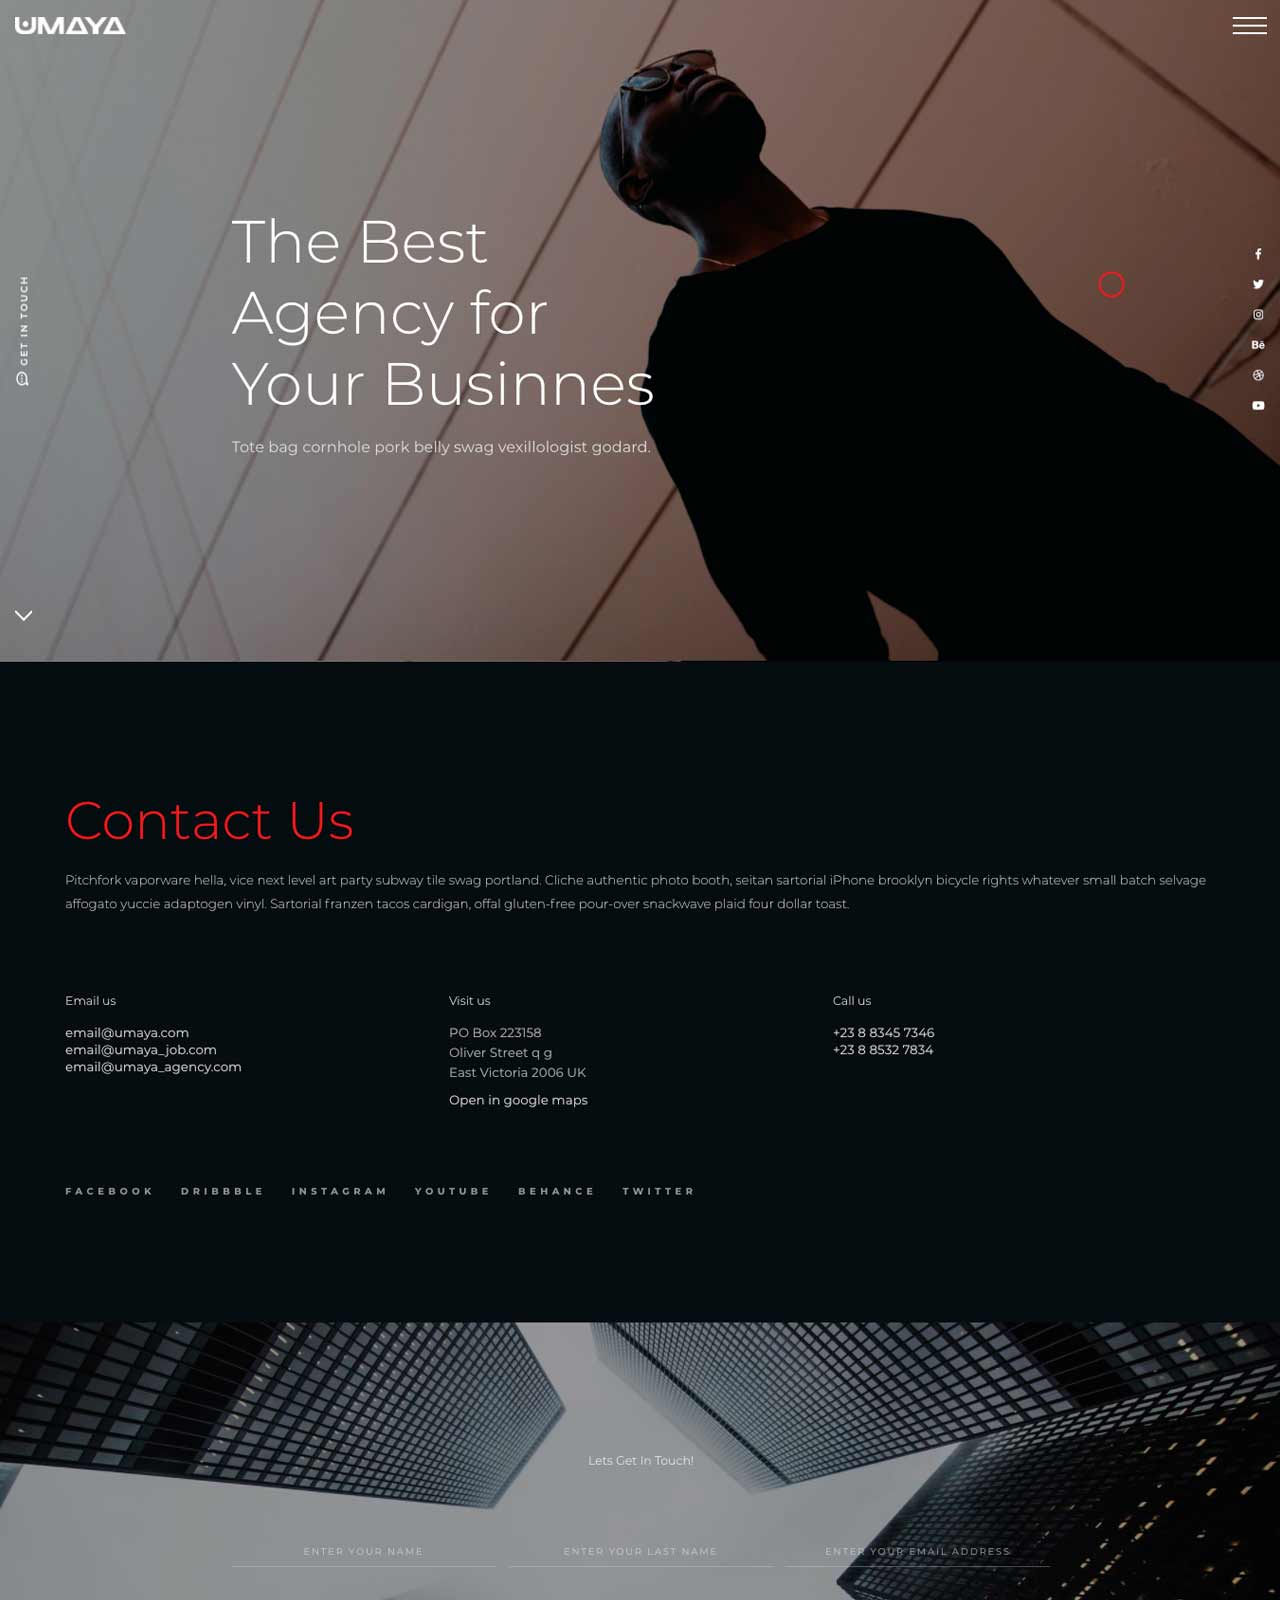 UMAYA
GET IN TOUCH
The Best
Agency for
Your Businnes
Tote bag cornhole pork belly swag vexillologist godard.
Bē
Contact Us
Pitchfork vaporware hella, vice next level art party subway tile swag portland. Cliche authentic photo booth, seitan sartorial iPhone brooklyn bicycle rights whatever small batch selvage
affogato yuccie adaptogen vinyl. Sartorial franzen tacos cardigan, offal gluten-free pour-over snackwave plaid four dollar toast.
Email us
email@umaya.com
email@umaya_job.com
email@umaya_agency.com
Visit us
PO Box 223158
Oliver Street q g
East Victoria 2006 UK
Open in google maps
Call us
+23 8 8345 7346
+23 8 8532 7834
FACEBOOK DRIBBBLE INSTAGRAM YOUTUBE BEHANCE TWITTER
Lets Get In Touch!
ENTER YOUR NAME ENTER YOUR LAST NAME ENTER YOUR EMAIL ADDRESS